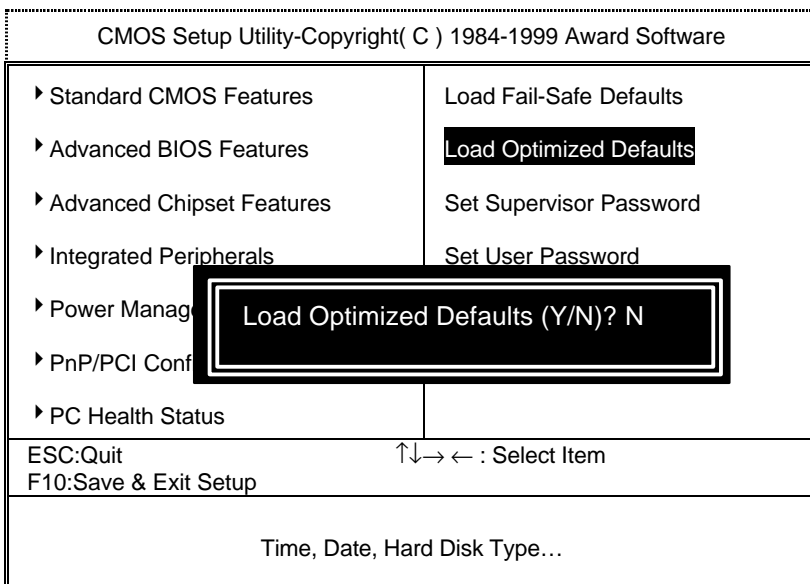 CMOS Setup Utility-Copyright( C ) 1984-1999 Award Software
Standard CMOS Features
Advanced BIOS Features
Advanced Chipset Features
Integrated Peripherals
Power Manag
PnP/PCI Conf
PC Health Status
Load Fail-Safe Defaults
Load Optimized Defaults
Set Supervisor Password
Set User Password
Load Optimized Defaults (Y/N)? N
ESC:Quit ↑↓→ ← : Select Item
F10:Save & Exit Setup
Time, Date, Hard Disk Type…